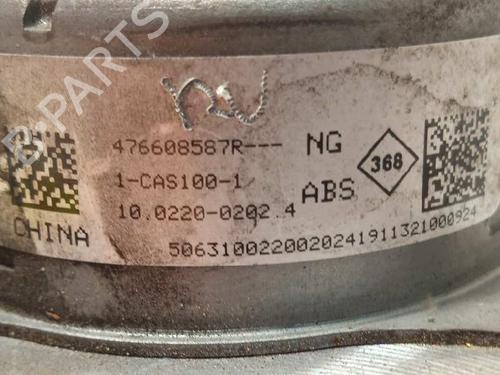 476608587R--- NG
368
1-CAS100-1
ABS
10.0220-0202.4
CHINA
5063100220020241911321000924
B-PARTS